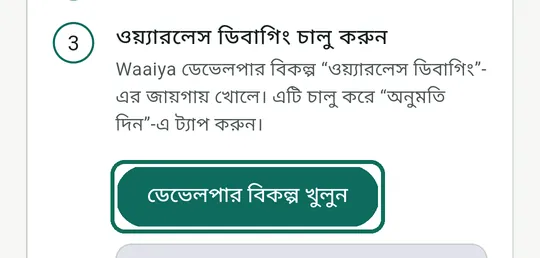 3
ওয়্যারলেস ডিবাগিং চালু করুন
Waaiya ডেভেলপার বিকল্প “ওয়্যারলেস ডিবাগিং”-
এর জায়গায় খোলে। এটি চালু করে “অনুমতি
দিন”-এ ট্যাপ করুন।
ডেভেলপার বিকল্প খুলুন